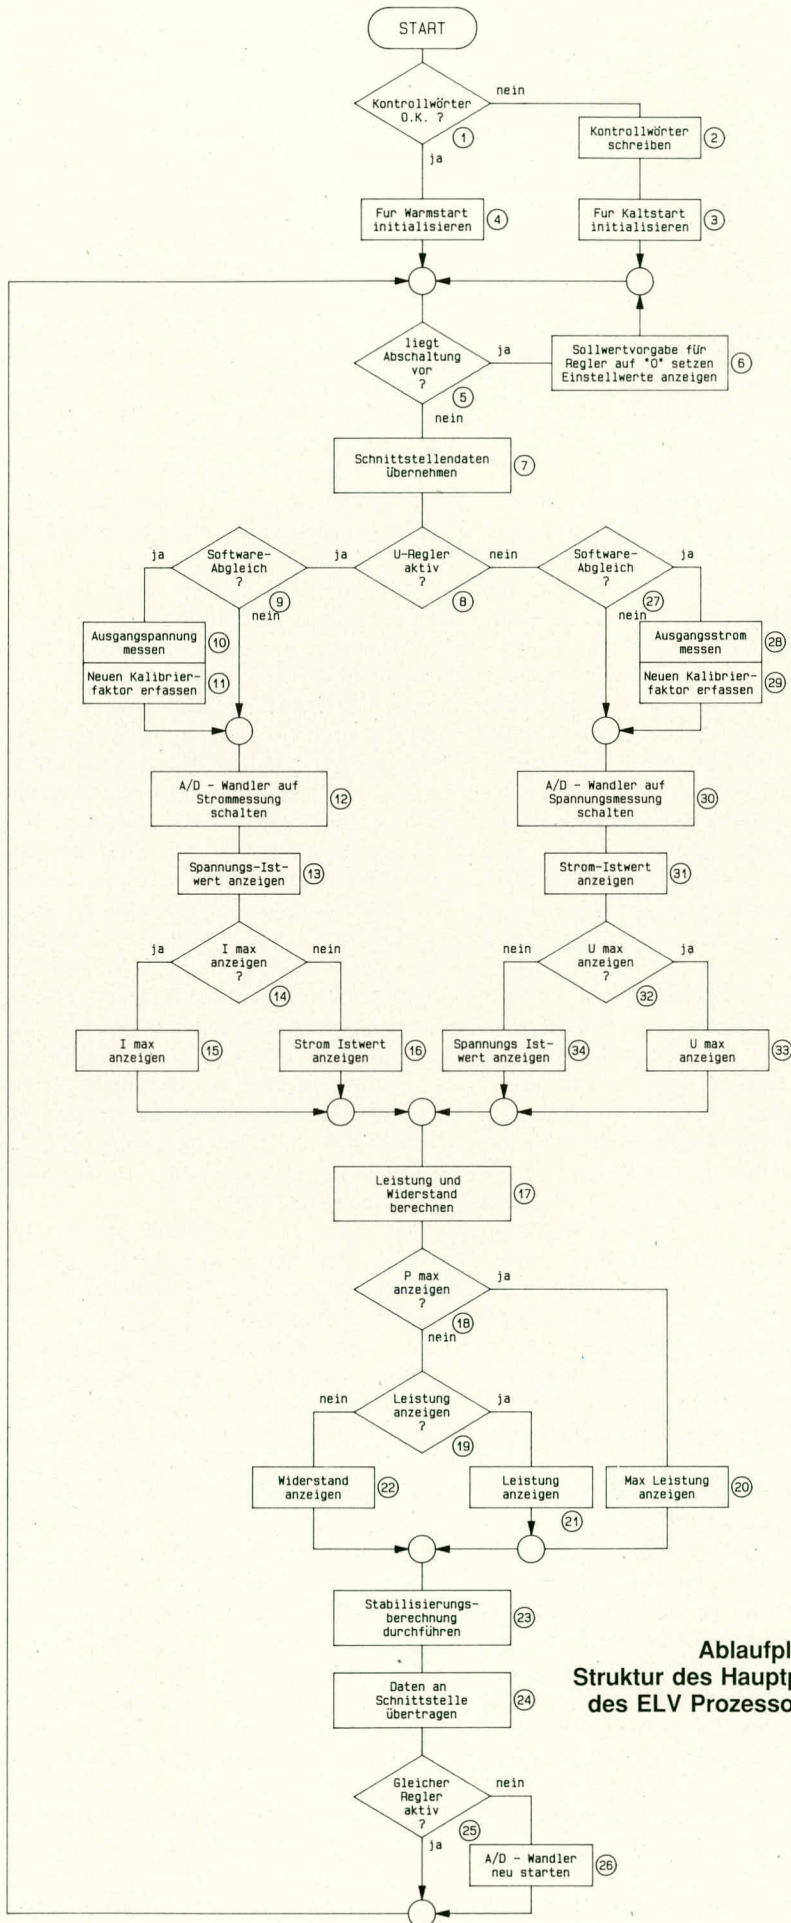 START
Kontrollwörter
O.K. ?
1
nein
ja
Kontrollwörter
schreiben
2
Fur Warmstart
initialisieren
4
Fur Kaltstart
initialisieren
3
liegt
Abschaltung
vor
?
5
ja
nein
Sollwertvorgabe für
Regler auf "0" setzen
Einstellwerte anzeigen
6
Schnittstellendaten
übernehmen
7
ja
Software-
Abgleich
?
9
nein
ja
U-Regler
aktiv
?
8
nein
Software-
Abgleich
?
27
nein
ja
Ausgangspannung
messen
10
Neuen Kalibrier-
faktor erfassen
11
Ausgangsstrom
messen
28
Neuen Kalibrier-
faktor erfassen
29
A/D - Wandler auf
Strommessung
schalten
12
A/D - Wandler auf
Spannungsmessung
schalten
30
Spannungs-Ist-
wert anzeigen
13
Strom-Istwert
anzeigen
31
ja
I max
anzeigen
?
14
nein
nein
U max
anzeigen
?
32
ja
I max
anzeigen
15
Strom Istwert
anzeigen
16
Spannungs Ist-
wert anzeigen
34
U max
anzeigen
33
Leistung und
Widerstand
berechnen
17
P max
anzeigen
?
18
ja
nein
nein
Leistung
anzeigen
?
19
ja
Widerstand
anzeigen
22
Leistung
anzeigen
21
Max Leistung
anzeigen
20
Stabilisierungs-
berechnung
durchführen
23
Daten an
Schnittstelle
übertragen
24
Ablaufpl
Struktur des Hauptp
des ELV Prozesso
Gleicher
Regler
aktiv
?
25
nein
ja
A/D - Wandler
neu starten
26